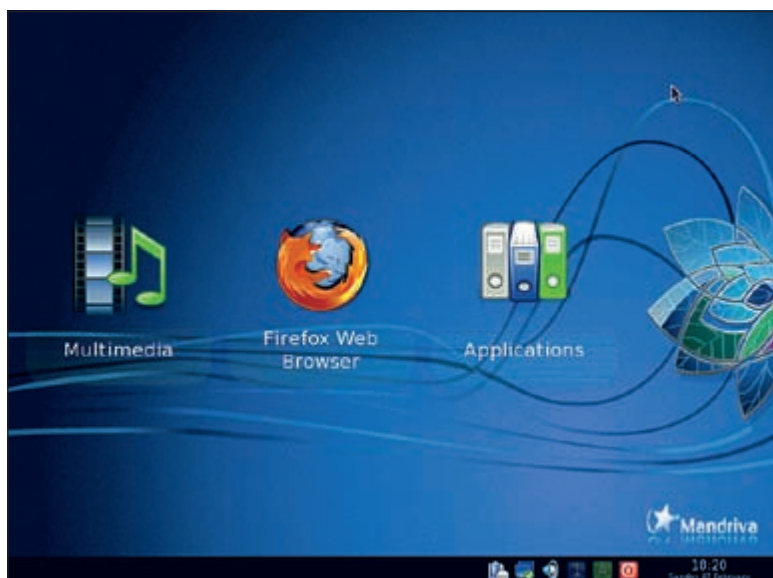 Multimedia
Firefox Web
Browser
Applications
Mandriva
18:20